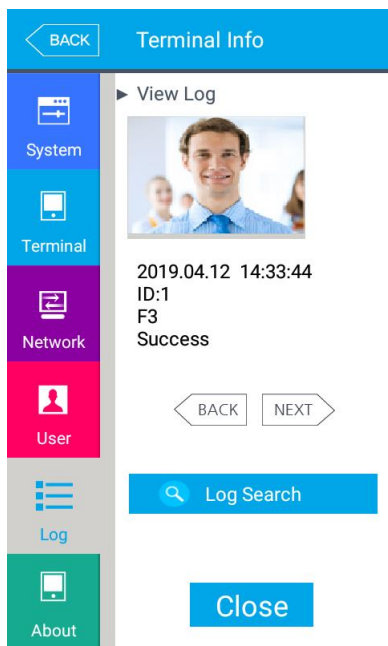 BACK
Terminal Info
System
Terminal
Network
User
Log
About
► View Log
2019.04.12 14:33:44
ID:1
F3
Success
BACK
NEXT
Log Search
Close